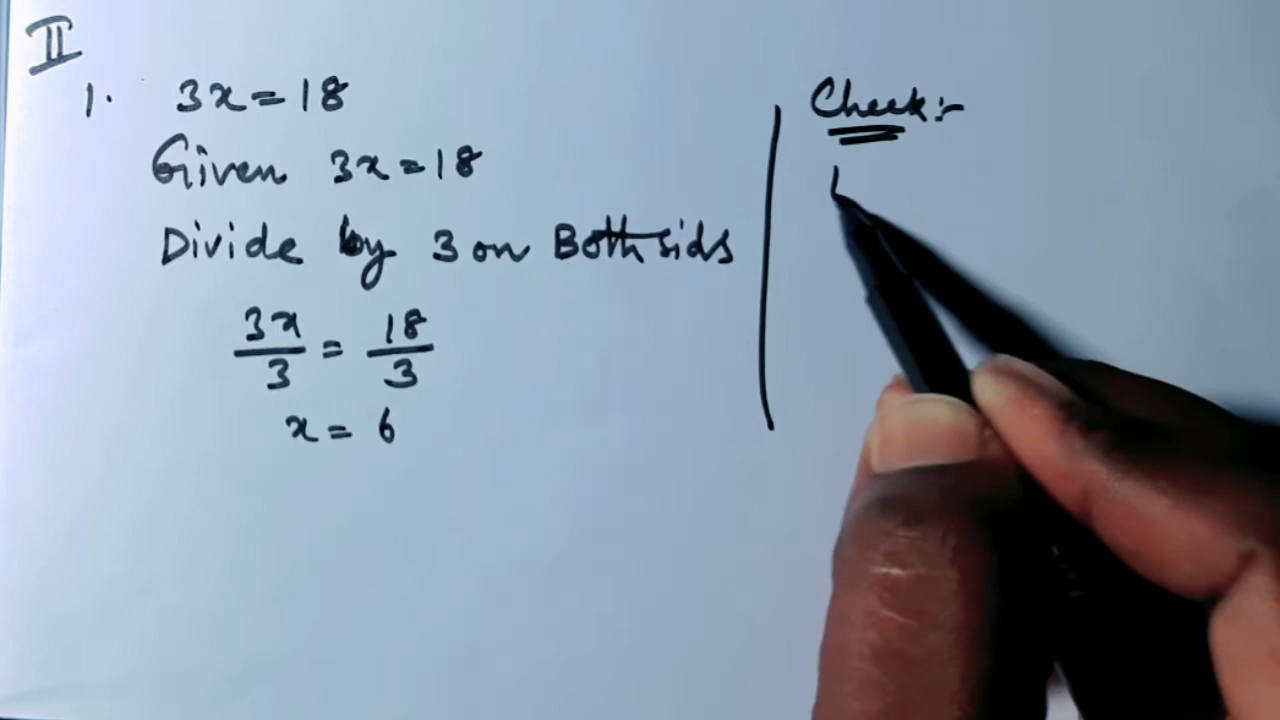 II
1. 3x=18
Given 3x=18
Divide by 3 on Both sids
3x/3 = 18/3
x= 6
Check:-